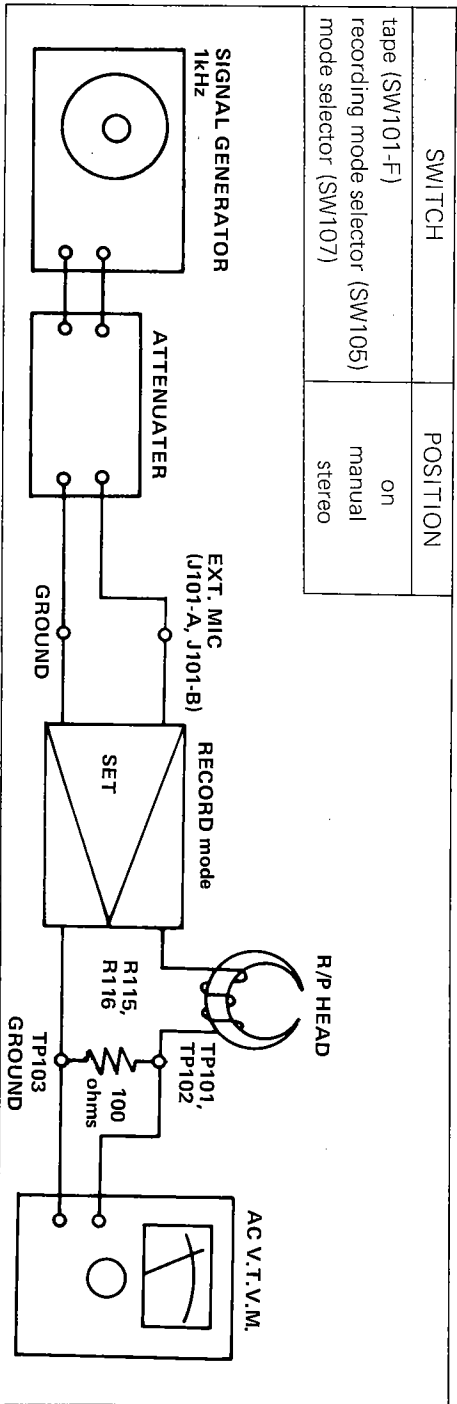 SWITCH POSITION
tape (SW101-F) on
recording mode selector (SW105) manual
mode selector (SW107) stereo
SIGNAL GENERATOR
1kHz
ATTENUATER
EXT. MIC
(J101-A, J101-B)
GROUND
RECORD mode
SET
R/P HEAD
R115,
R116
TP101,
TP102
100
ohms
TP103
GROUND
AC V.T.V.M.